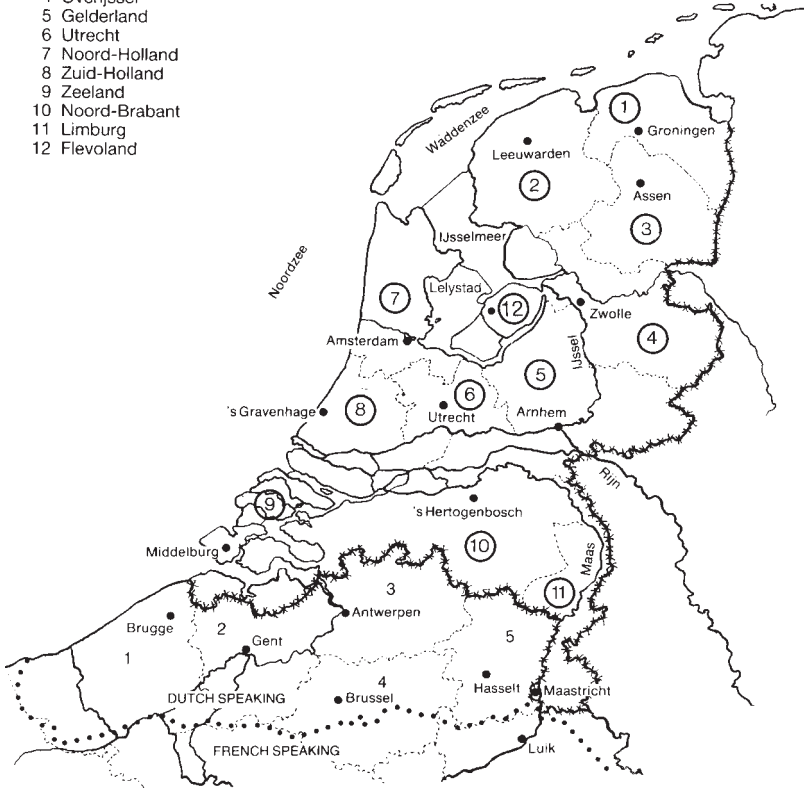 4 Overijssel
5 Gelderland
6 Utrecht
7 Noord-Holland
8 Zuid-Holland
9 Zeeland
10 Noord-Brabant
11 Limburg
12 Flevoland
Waddenzee
1
Groningen
Leeuwarden
2
Assen
3
Noordzee
IJsselmeer
7
Lelystad
12
Zwolle
4
Amsterdam
5
IJssel
's Gravenhage
8
6
Utrecht
Arnhem
Rijn
9
's Hertogenbosch
10
Middelburg
Maas
11
3
Antwerpen
Brugge
2
1
Gent
5
4
Hasselt
Maastricht
DUTCH SPEAKING
Brussel
FRENCH SPEAKING
Luik